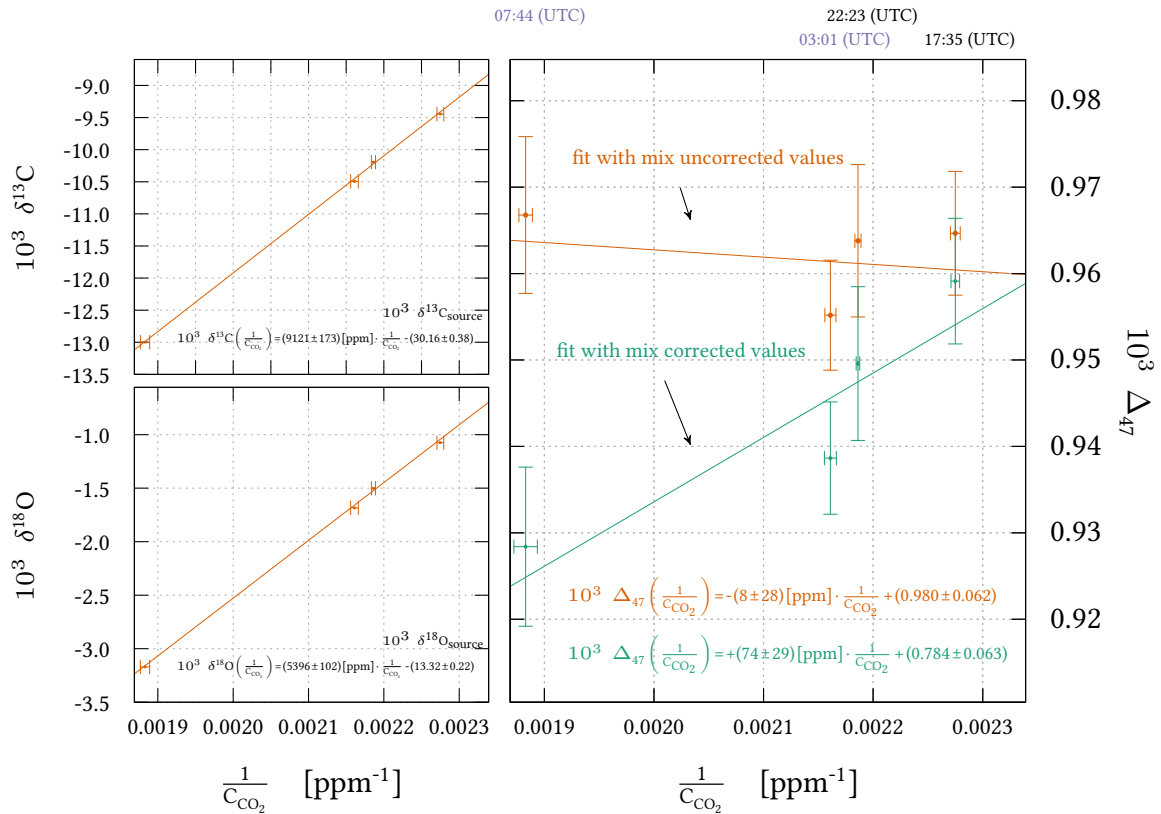 07:44 (UTC)
22:23 (UTC)
03:01 (UTC)
17:35 (UTC)
10³ δ¹³C
-9.0
-9.5
-10.0
-10.5
-11.0
-11.5
-12.0
-12.5
-13.0
-13.5
10³ δ¹³C_source
10³ δ¹³C(1/C_CO₂)=(9121±173)[ppm]·1/C_CO₂-(30.16±0.38)
10³ δ¹⁸O
-1.0
-1.5
-2.0
-2.5
-3.0
-3.5
10³ δ¹⁸O_source
10³ δ¹⁸O(1/C_CO₂)=(5396±102)[ppm]·1/C_CO₂-(13.32±0.22)
0.0019 0.0020 0.0021 0.0022 0.0023
1/C_CO₂ [ppm⁻¹]
fit with mix uncorrected values
fit with mix corrected values
10³ Δ₄₇(1/C_CO₂)=-(8±28)[ppm]·1/C_CO₂+(0.980±0.062)
10³ Δ₄₇(1/C_CO₂)=+(74±29)[ppm]·1/C_CO₂+(0.784±0.063)
0.98
0.97
0.96
0.95
0.94
0.93
0.92
10³ Δ₄₇
0.0019 0.0020 0.0021 0.0022 0.0023
1/C_CO₂ [ppm⁻¹]